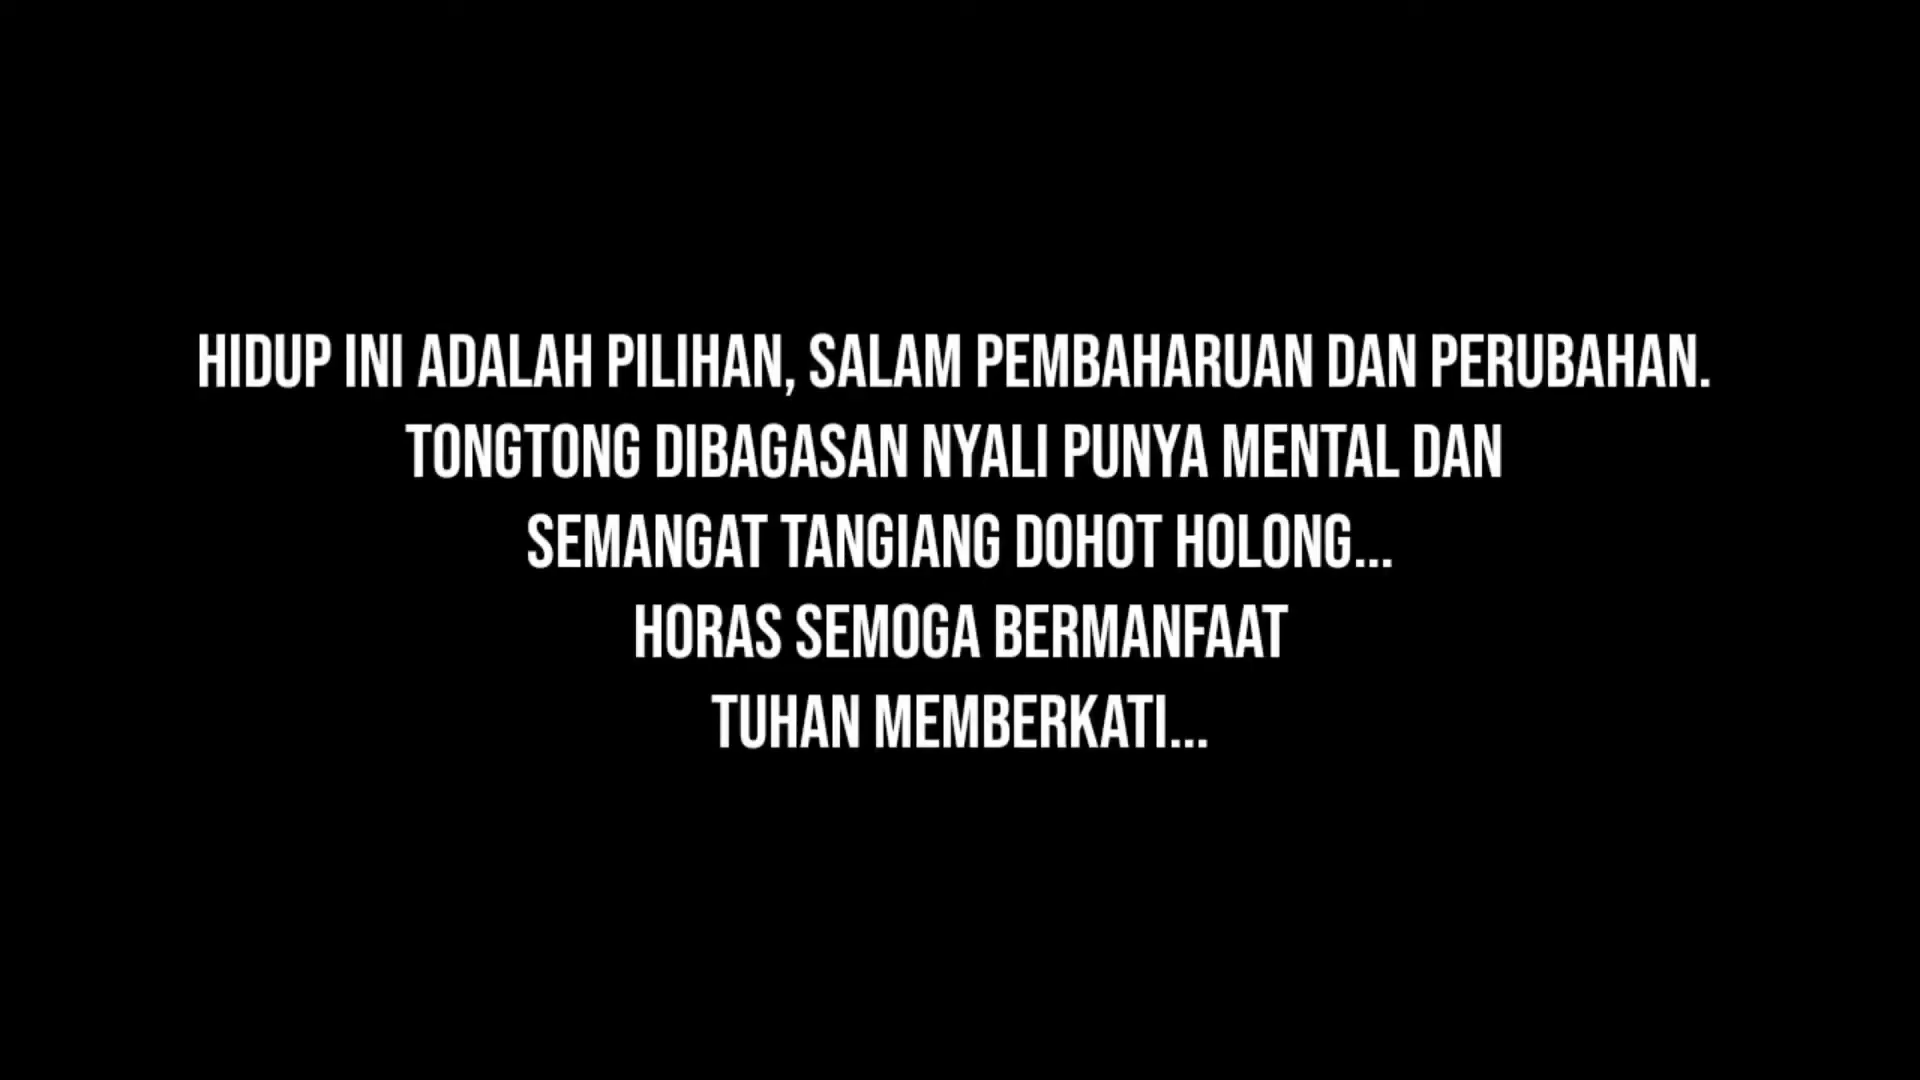 HIDUP INI ADALAH PILIHAN, SALAM PEMBAHARUAN DAN PERUBAHAN.
TONGTONG DIBAGASAN NYALI PUNYA MENTAL DAN
SEMANGAT TANGIANG DOHOT HOLONG...
HORAS SEMOGA BERMANFAAT
TUHAN MEMBERKATI...